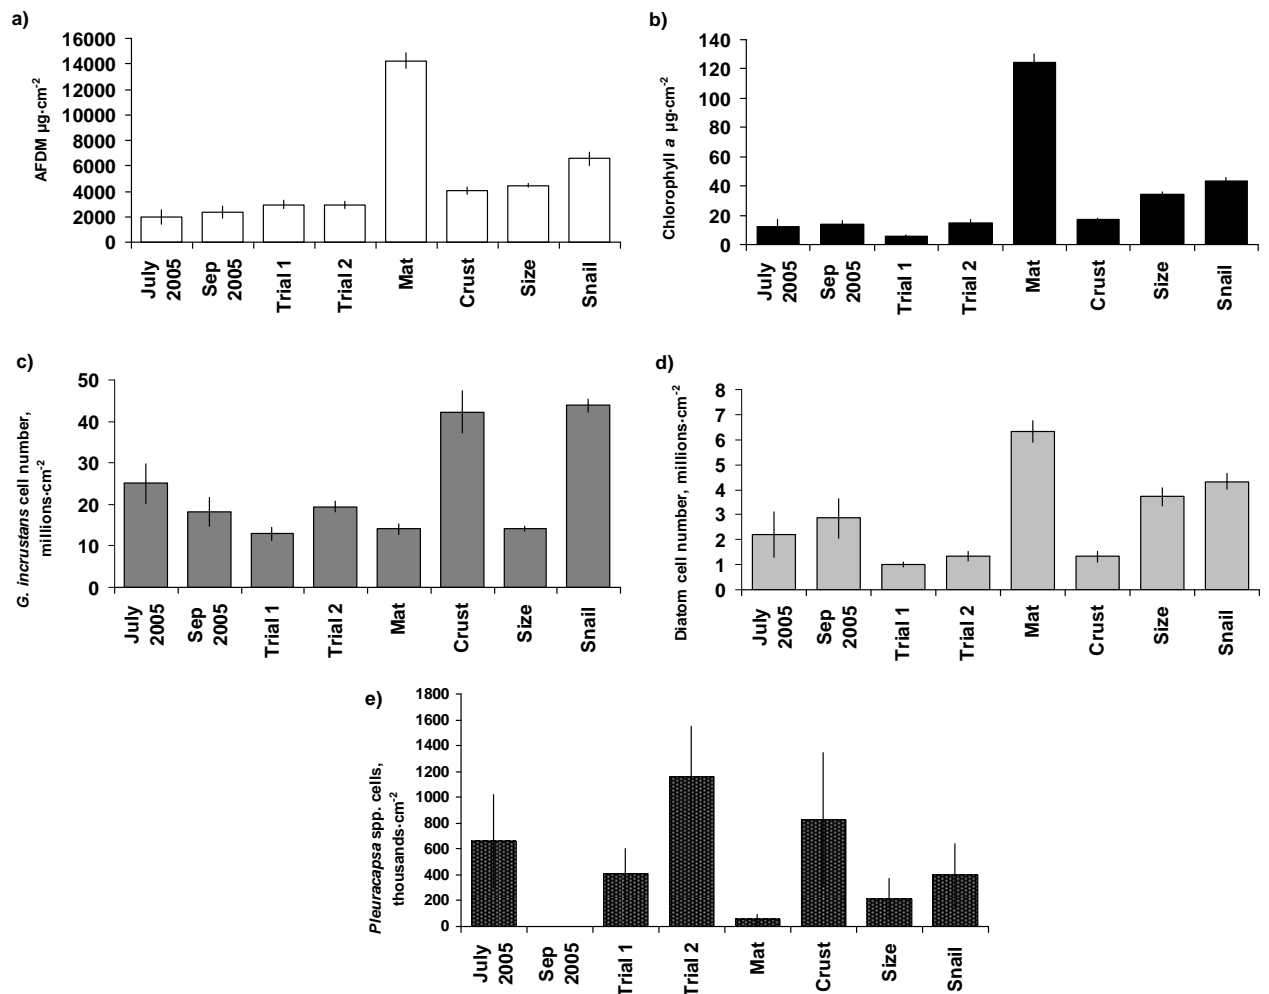 a)
AFDM µg·cm-2
16000
14000
12000
10000
8000
6000
4000
2000
0
July
2005
Sep
2005
Trial 1
Trial 2
Mat
Crust
Size
Snail
b)
Chlorophyll a µg·cm-2
140
120
100
80
60
40
20
0
July
2005
Sep
2005
Trial 1
Trial 2
Mat
Crust
Size
Snail
c)
G. incrustans cell number,
millions·cm-2
50
40
30
20
10
0
July
2005
Sep
2005
Trial 1
Trial 2
Mat
Crust
Size
Snail
d)
Diatom cell number, millions·cm-2
8
7
6
5
4
3
2
1
0
July
2005
Sep
2005
Trial 1
Trial 2
Mat
Crust
Size
Snail
e)
Pleuracapsa spp. cells,
thousands·cm-2
1800
1600
1400
1200
1000
800
600
400
200
0
July
2005
Sep
2005
Trial 1
Trial 2
Mat
Crust
Size
Snail